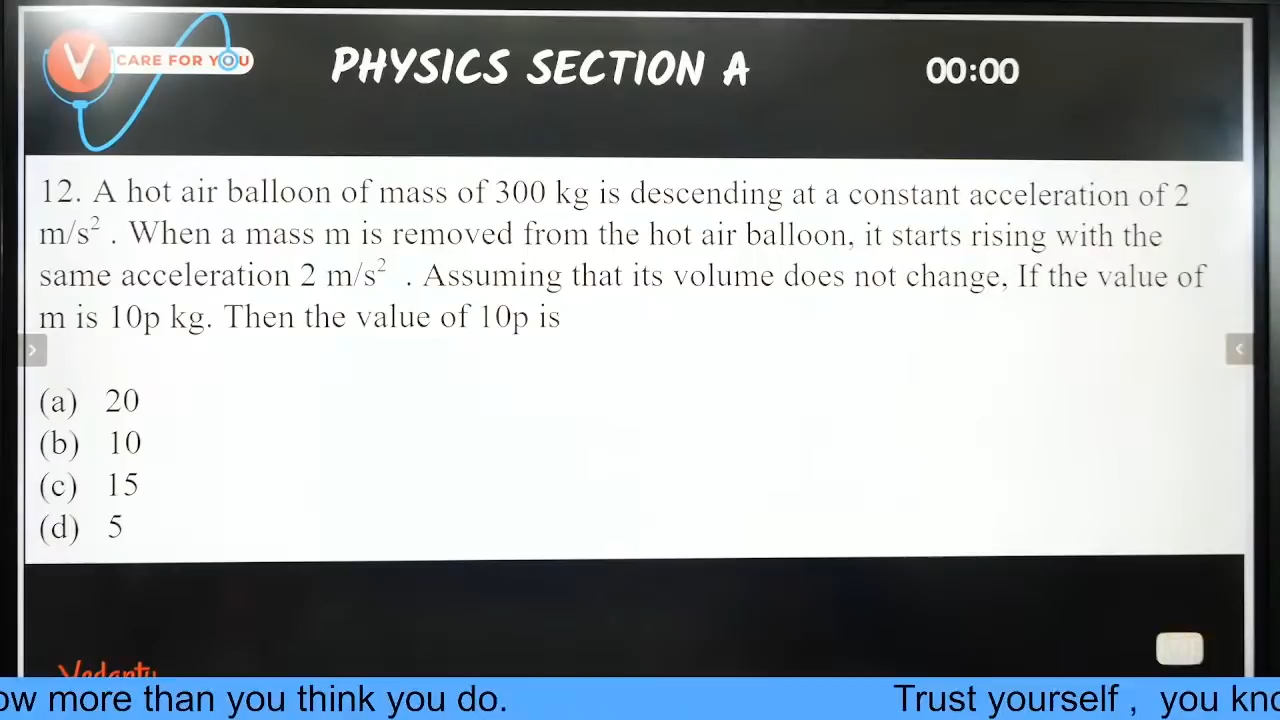 V CARE FOR YOU
PHYSICS SECTION A
00:00
12. A hot air balloon of mass of 300 kg is descending at a constant acceleration of 2
m/s² . When a mass m is removed from the hot air balloon, it starts rising with the
same acceleration 2 m/s² . Assuming that its volume does not change, If the value of
m is 10p kg. Then the value of 10p is
(a) 20
(b) 10
(c) 15
(d) 5
Vedantu
ow more than you think you do. Trust yourself , you kno